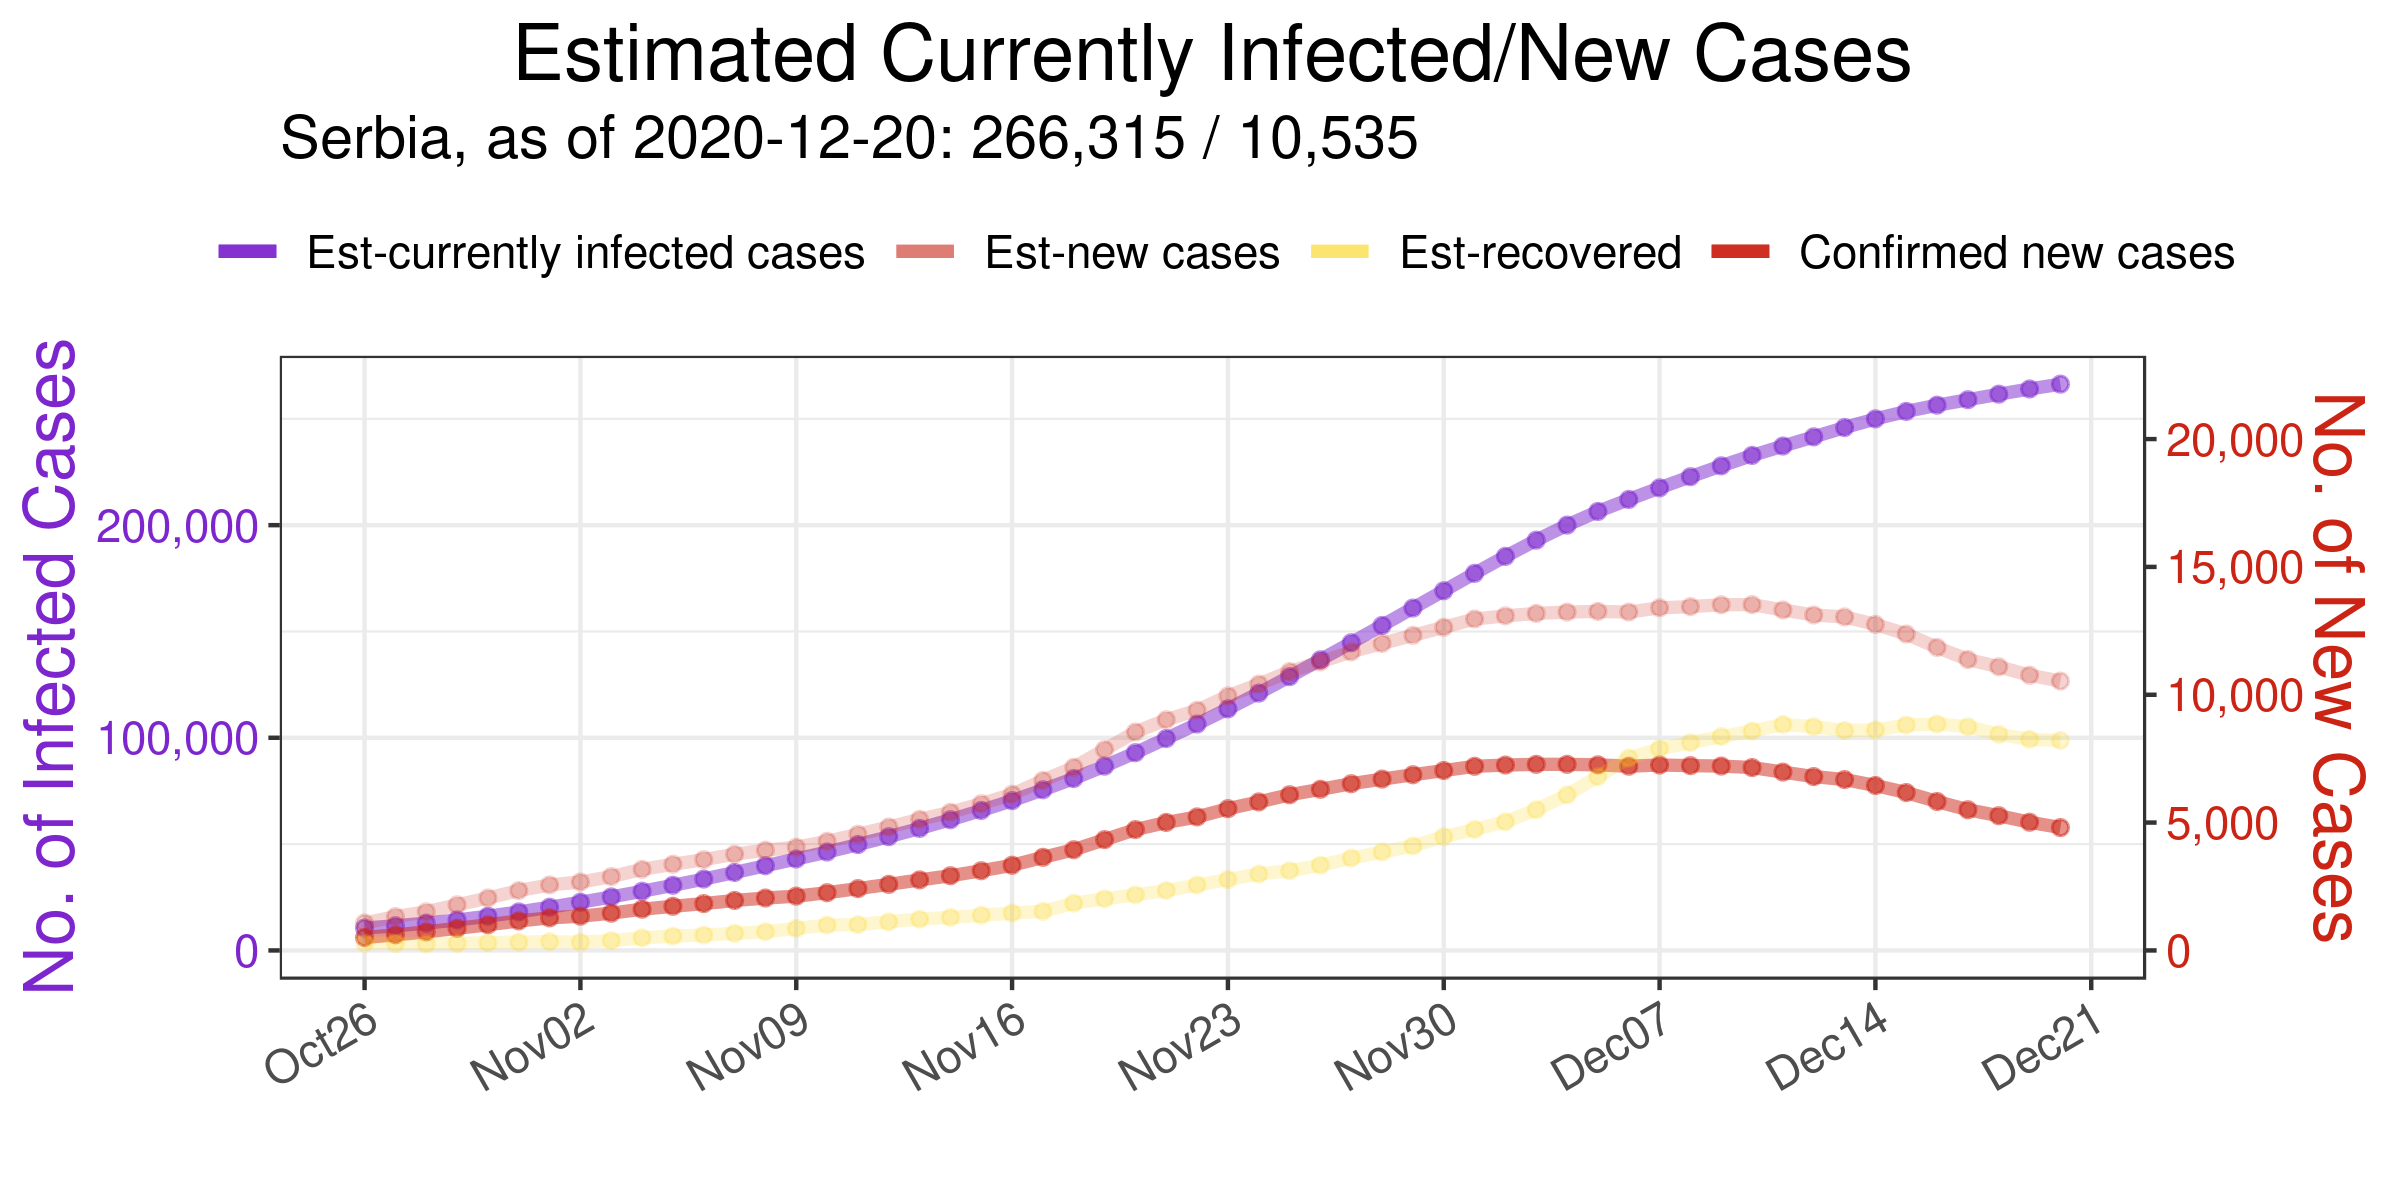 Estimated Currently Infected/New Cases
Serbia, as of 2020-12-20: 266,315 / 10,535
Est-currently infected cases Est-new cases Est-recovered Confirmed new cases
No. of Infected Cases
200,000
100,000
0
20,000
15,000
10,000
5,000
0
No. of New Cases
Oct26 Nov02 Nov09 Nov16 Nov23 Nov30 Dec07 Dec14 Dec21